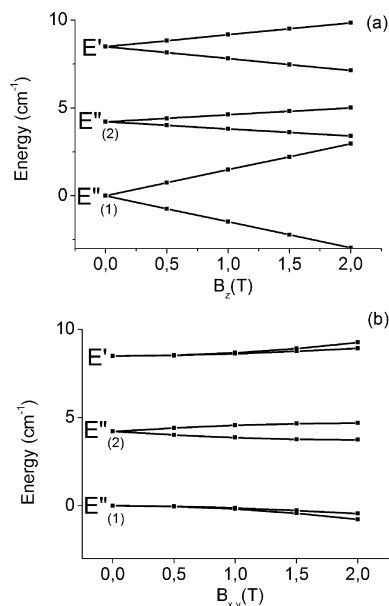 (a)
10
E'
5
E"(2)
0
E"(1)
Energy (cm⁻¹)
0,0 0,5 1,0 1,5 2,0
Bz(T)
(b)
10
E'
5
E"(2)
0
E"(1)
Energy (cm⁻¹)
0,0 0,5 1,0 1,5 2,0
Bx,y(T)